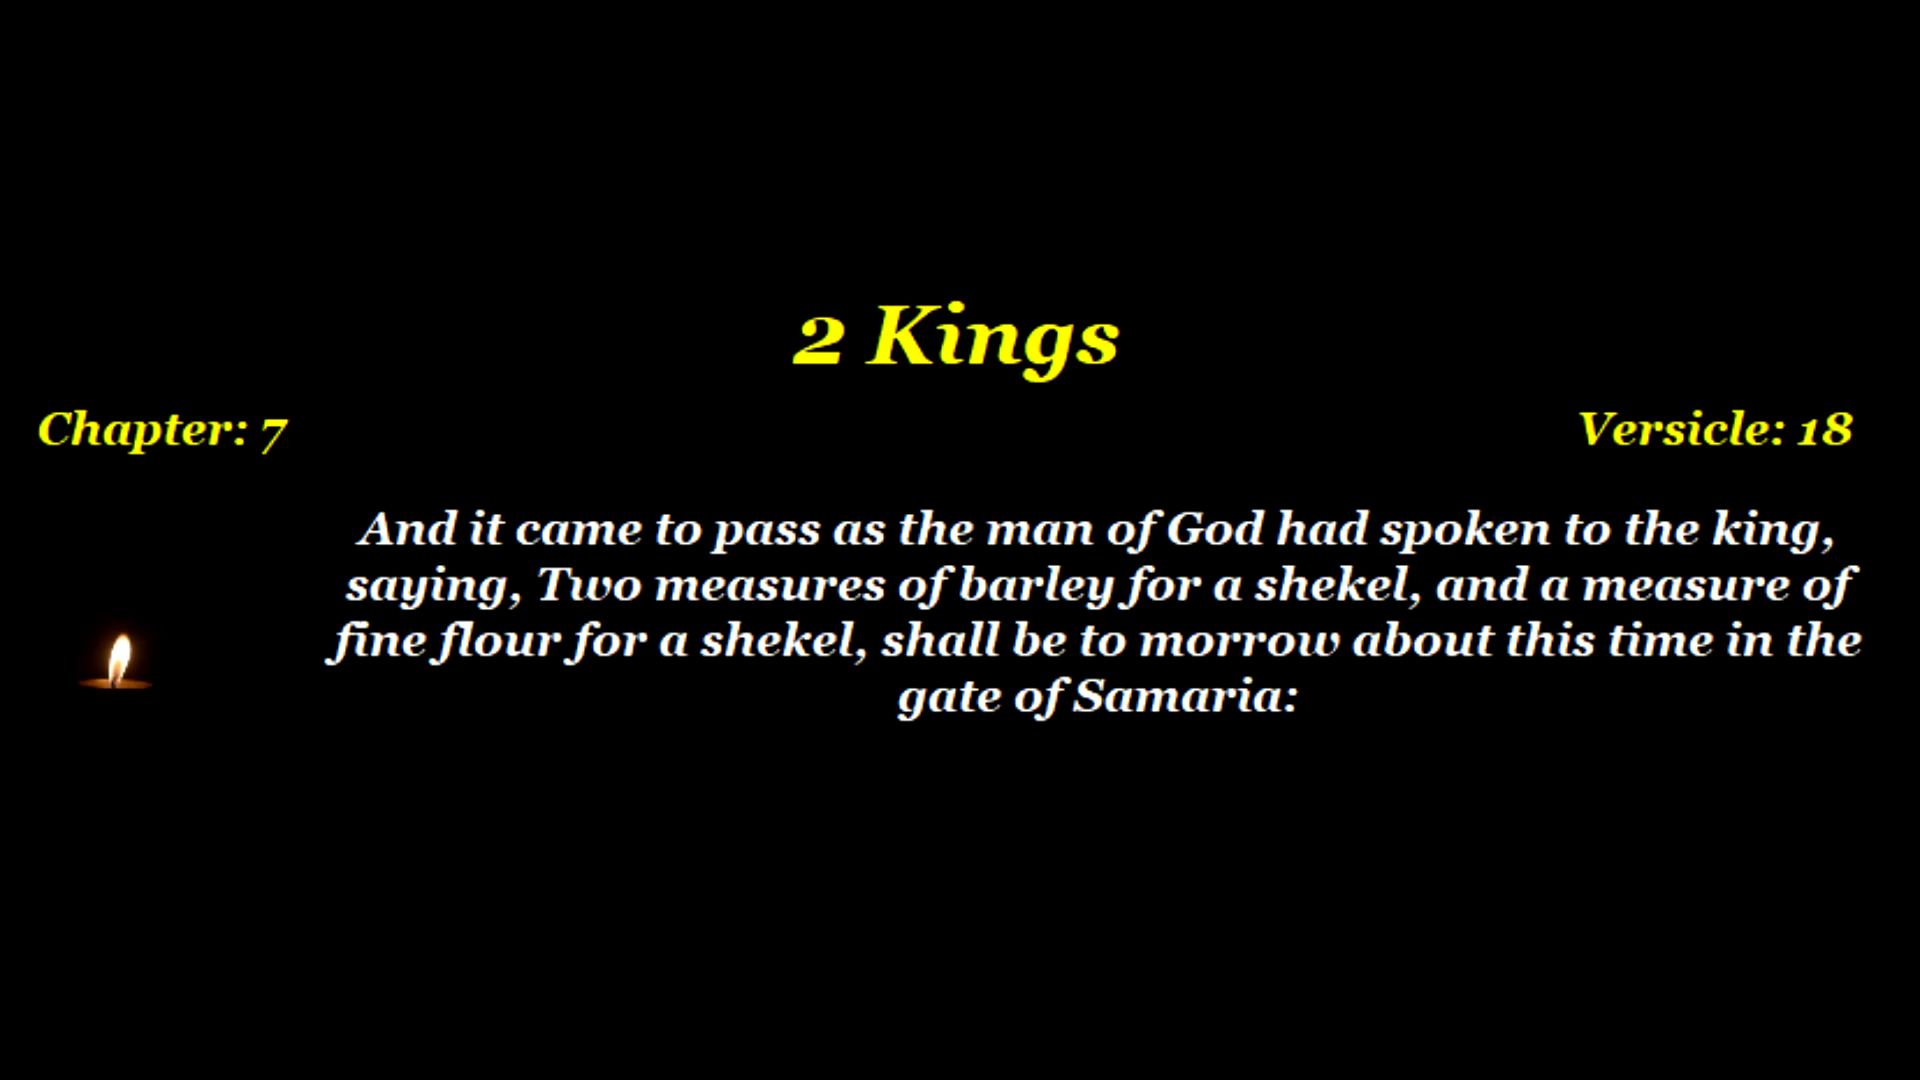 2 Kings
Chapter: 7
Versicle: 18
And it came to pass as the man of God had spoken to the king,
saying, Two measures of barley for a shekel, and a measure of
fine flour for a shekel, shall be to morrow about this time in the
gate of Samaria: